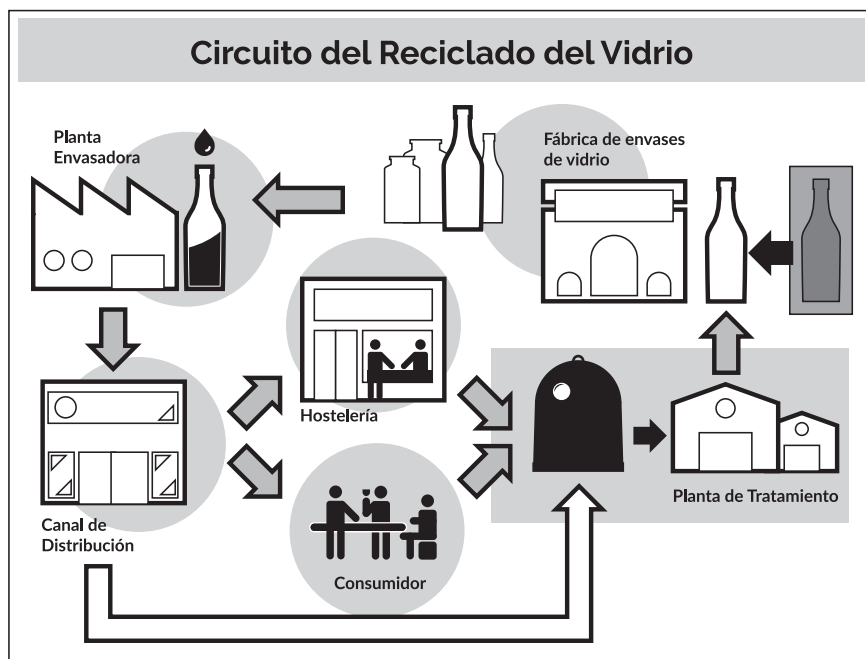 Circuito del Reciclado del Vidrio
Planta
Envasadora
Fábrica de envases
de vidrio
Hostelería
Planta de Tratamiento
Canal de
Distribución
Consumidor